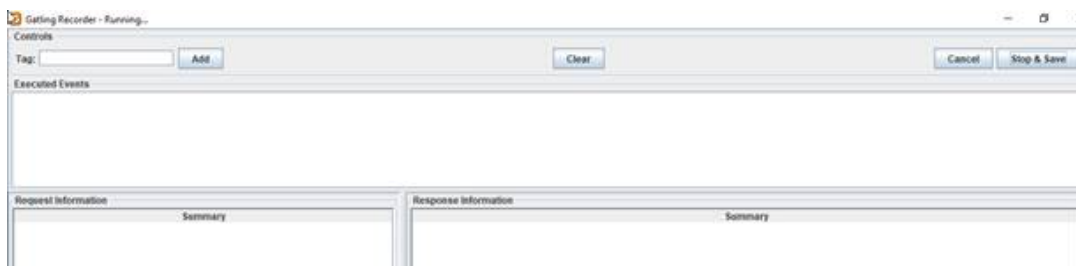 Gatling Recorder - Running...
Controls
Tag: Add Clear Cancel Stop & Save
Executed Events
Request Information Response Information
Summary Summary